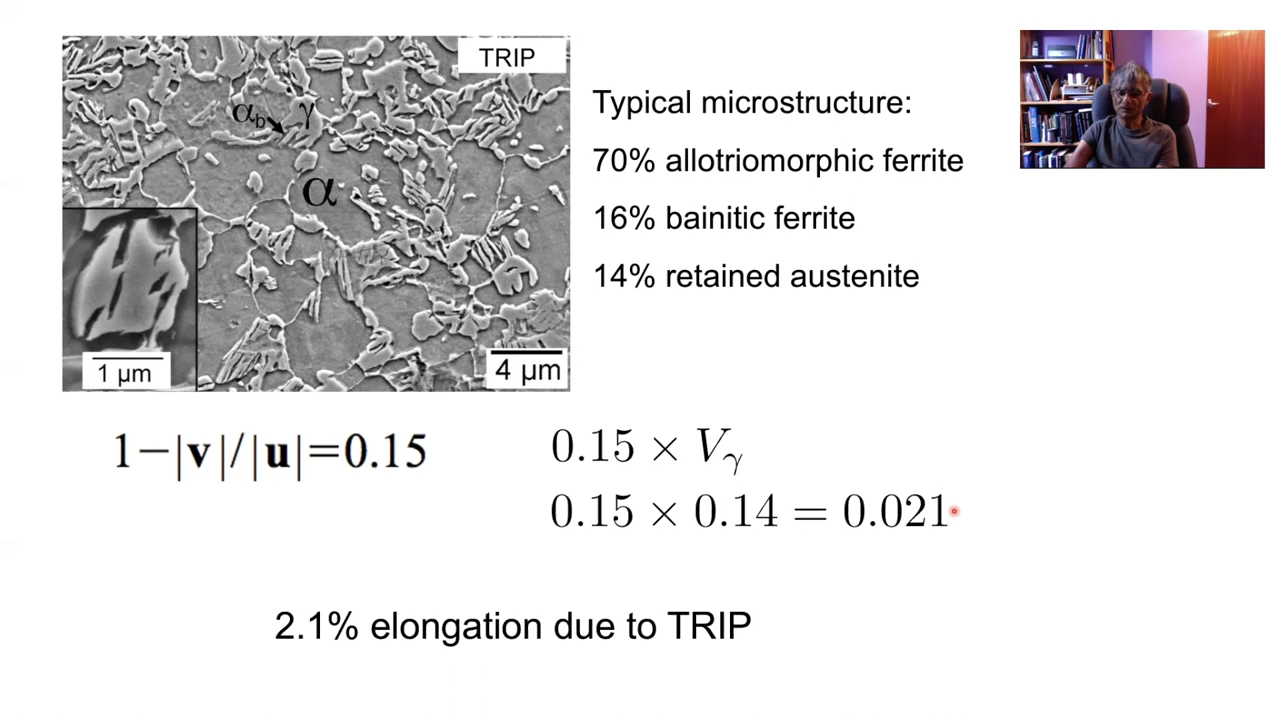 TRIP
α_b
γ
α
1 μm
4 μm
Typical microstructure:
70% allotriomorphic ferrite
16% bainitic ferrite
14% retained austenite
1−|v|/|u|=0.15
0.15 × V_γ
0.15 × 0.14 = 0.021
2.1% elongation due to TRIP